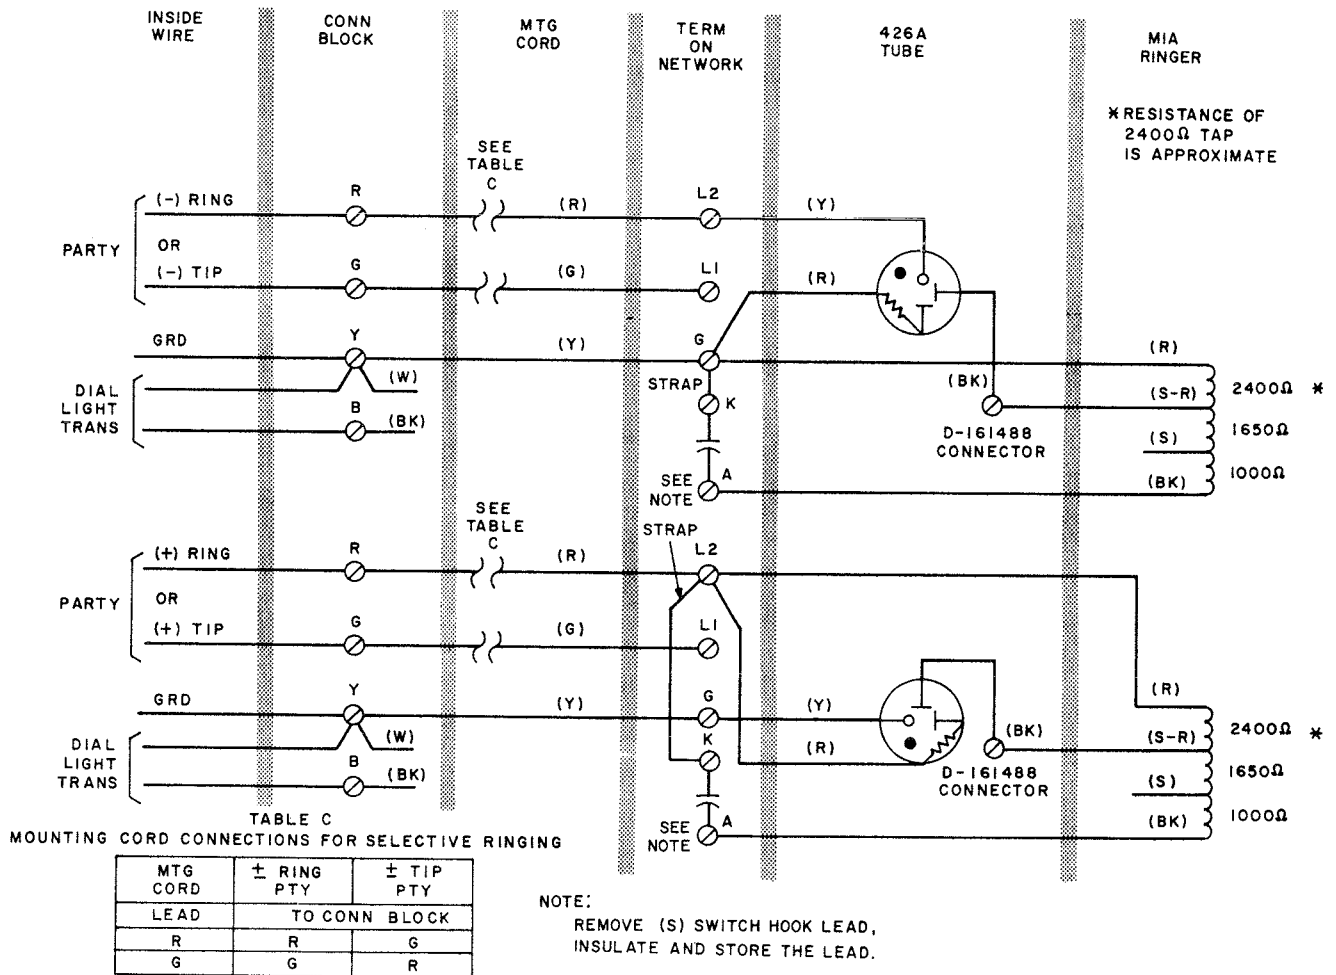 INSIDE WIRE
CONN BLOCK
MTG CORD
TERM ON NETWORK
426A TUBE
MIA RINGER
*RESISTANCE OF
2400Ω TAP
IS APPROXIMATE
SEE TABLE C
R
L2
(-) RING
(R)
(Y)
PARTY
OR
G
L1
(-) TIP
(G)
(R)
Y
G
GRD
(Y)
(R)
STRAP
K
(BK)
(S-R)
2400Ω *
DIAL LIGHT TRANS
(W)
B
(BK)
D-161488
CONNECTOR
(S)
1650Ω
1000Ω
SEE NOTE
A
(BK)
SEE TABLE C
STRAP
R
L2
(+) RING
(R)
PARTY
OR
G
L1
(+) TIP
(G)
Y
G
GRD
(Y)
(Y)
(R)
K
(R)
(BK)
(S-R)
2400Ω *
DIAL LIGHT TRANS
(W)
B
(BK)
D-161488
CONNECTOR
(S)
1650Ω
1000Ω
SEE NOTE
A
(BK)
TABLE C
MOUNTING CORD CONNECTIONS FOR SELECTIVE RINGING
MTG CORD
± RING PTY
± TIP PTY
LEAD
TO CONN BLOCK
R R G
G G R
NOTE:
REMOVE (S) SWITCH HOOK LEAD,
INSULATE AND STORE THE LEAD.